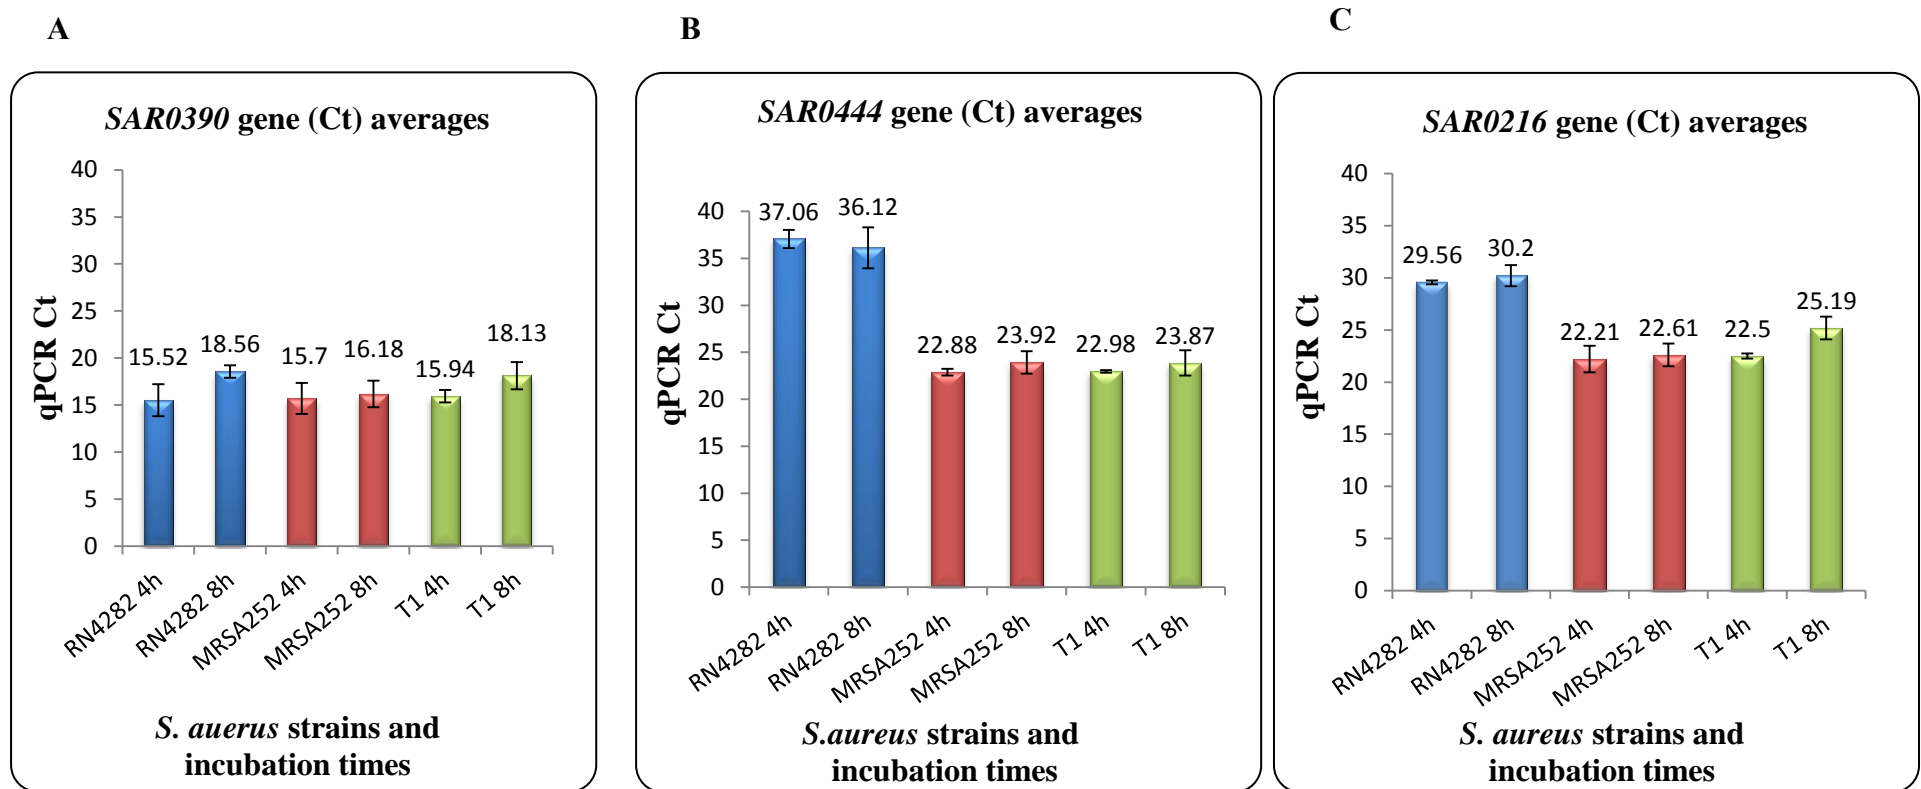 A
SAR0390 gene (Ct) averages
qPCR Ct
40
35
30
25
20
15
10
5
0
15.52
18.56
15.7
16.18
15.94
18.13
RN4282 4h
RN4282 8h
MRSA252 4h
MRSA252 8h
T1 4h
T1 8h
S. auerus strains and
incubation times
B
SAR0444 gene (Ct) averages
qPCR Ct
40
35
30
25
20
15
10
5
0
37.06
36.12
22.88
23.92
22.98
23.87
RN4282 4h
RN4282 8h
MRSA252 4h
MRSA252 8h
T1 4h
T1 8h
S.aureus strains and
incubation times
C
SAR0216 gene (Ct) averages
qPCR Ct
40
35
30
25
20
15
10
5
0
29.56
30.2
22.21
22.61
22.5
25.19
RN4282 4h
RN4282 8h
MRSA252 4h
MRSA252 8h
T1 4h
T1 8h
S. aureus strains and
incubation times